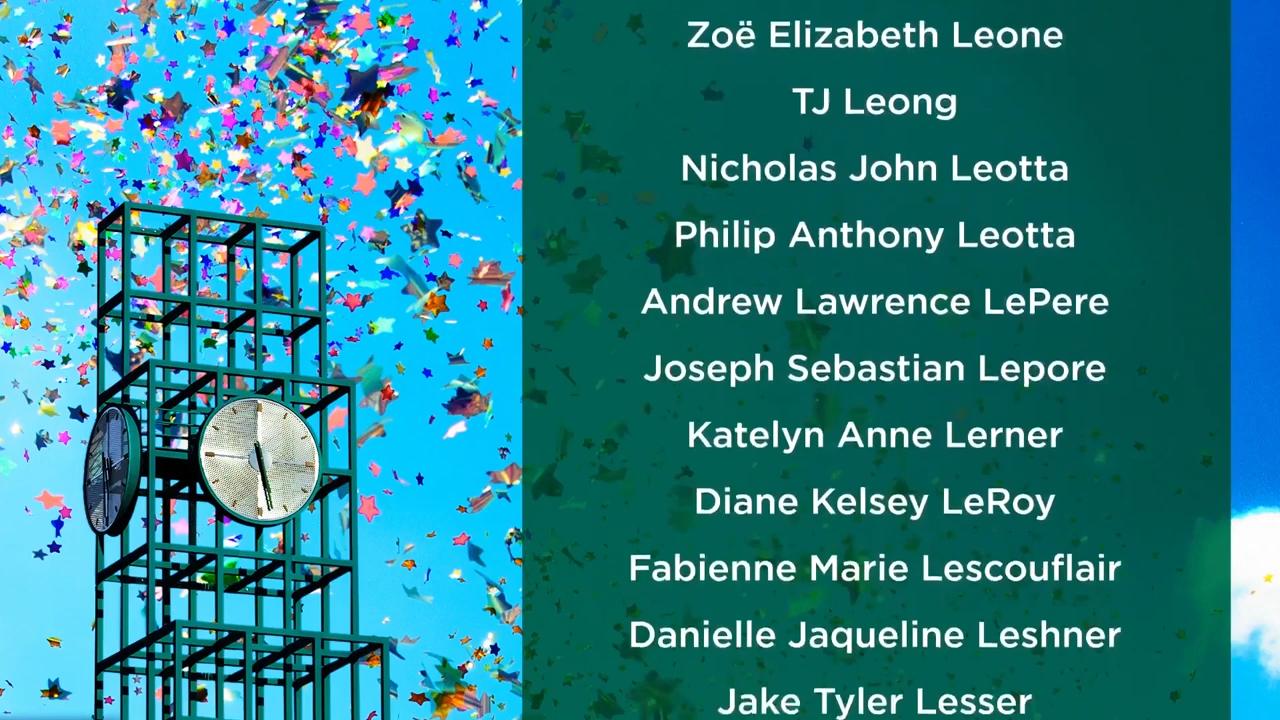 Zoë Elizabeth Leone
TJ Leong
Nicholas John Leotta
Philip Anthony Leotta
Andrew Lawrence LePere
Joseph Sebastian Lepore
Katelyn Anne Lerner
Diane Kelsey LeRoy
Fabienne Marie Lescouflair
Danielle Jaqueline Leshner
Jake Tyler Lesser